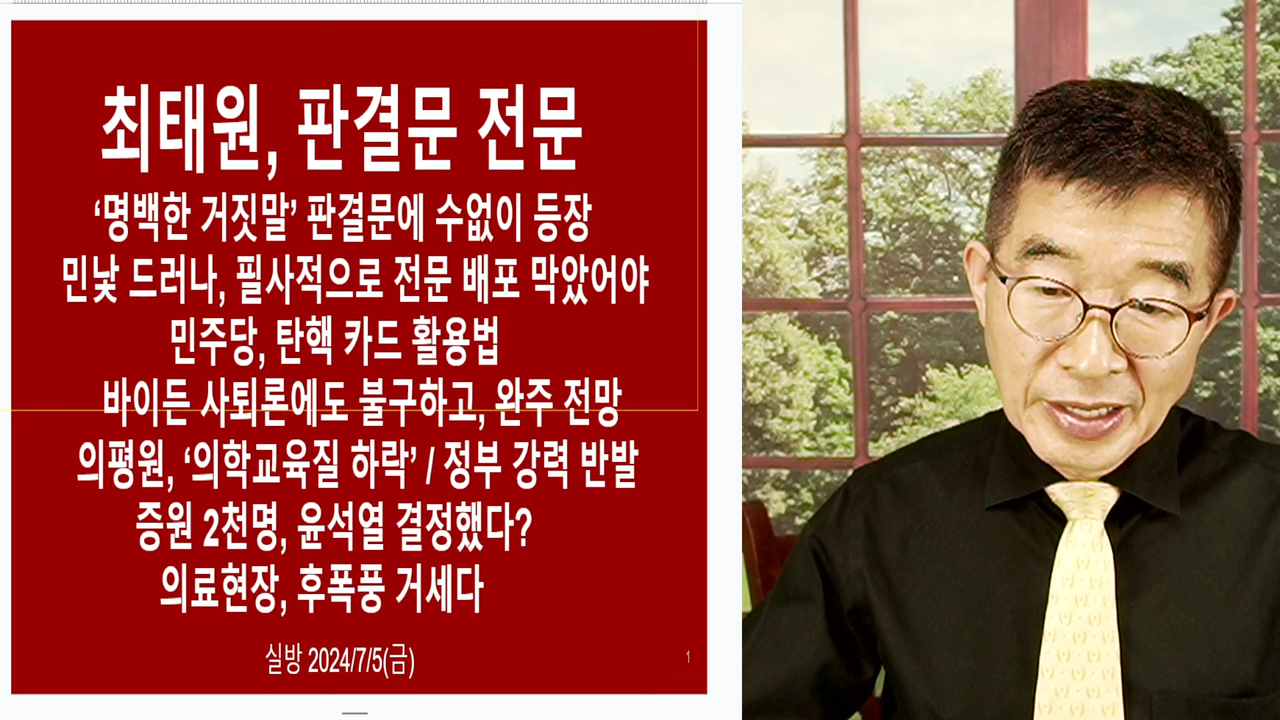 최태원, 판결문 전문
‘명백한 거짓말’ 판결문에 수없이 등장
민낯 드러나, 필사적으로 전문 배포 막았어야
민주당, 탄핵 카드 활용법
바이든 사퇴론에도 불구하고, 완주 전망
의평원, ‘의학교육질 하락’ / 정부 강력 반발
증원 2천명, 윤석열 결정했다?
의료현장, 후폭풍 거세다
실방 2024/7/5(금)
1